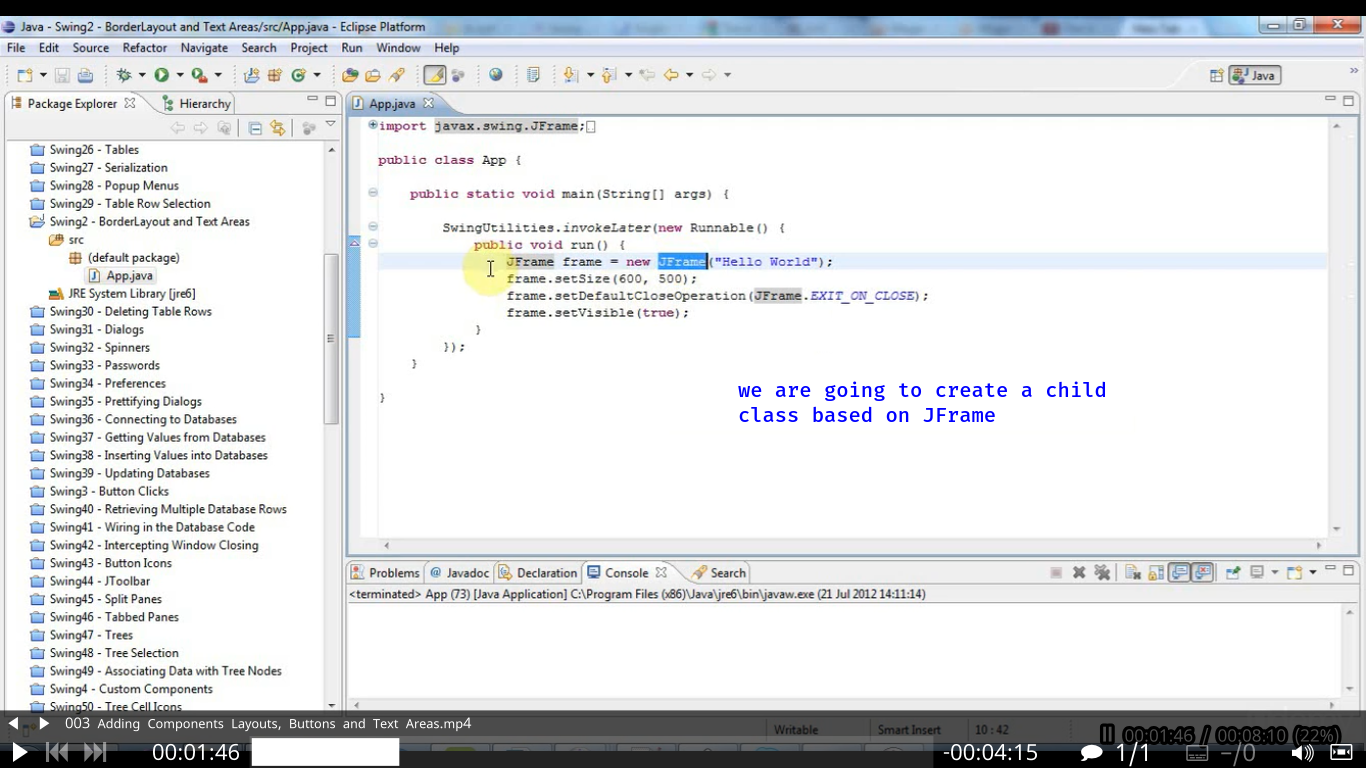 Java - Swing2 - BorderLayout and Text Areas/src/App.java - Eclipse Platform
File Edit Source Refactor Navigate Search Project Run Window Help
Java
Package Explorer
Hierarchy
App.java
Swing26 - Tables
Swing27 - Serialization
Swing28 - Popup Menus
Swing29 - Table Row Selection
Swing2 - BorderLayout and Text Areas
src
(default package)
App.java
JRE System Library [jre6]
Swing30 - Deleting Table Rows
Swing31 - Dialogs
Swing32 - Spinners
Swing33 - Passwords
Swing34 - Preferences
Swing35 - Prettifying Dialogs
Swing36 - Connecting to Databases
Swing37 - Getting Values from Databases
Swing38 - Inserting Values into Databases
Swing39 - Updating Databases
Swing3 - Button Clicks
Swing40 - Retrieving Multiple Database Rows
Swing41 - Wiring in the Database Code
Swing42 - Intercepting Window Closing
Swing43 - Button Icons
Swing44 - JToolbar
Swing45 - Split Panes
Swing46 - Tabbed Panes
Swing47 - Trees
Swing48 - Tree Selection
Swing49 - Associating Data with Tree Nodes
Swing4 - Custom Components
Swing50 - Tree Cell Icons
import javax.swing.JFrame;
public class App {
public static void main(String[] args) {
SwingUtilities.invokeLater(new Runnable() {
public void run() {
JFrame frame = new JFrame("Hello World");
frame.setSize(600, 500);
frame.setDefaultCloseOperation(JFrame.EXIT_ON_CLOSE);
frame.setVisible(true);
}
});
}
}
we are going to create a child
class based on JFrame
Problems @ Javadoc Declaration Console Search
<terminated> App (73) [Java Application] C:\Program Files (x86)\Java\jre6\bin\javaw.exe (21 Jul 2012 14:11:14)
003 Adding Components Layouts, Buttons and Text Areas.mp4
Writable
Smart Insert
10 : 42
00:01:46 / 00:08:10 (22%)
00:01:46
-00:04:15
1/1
–/0